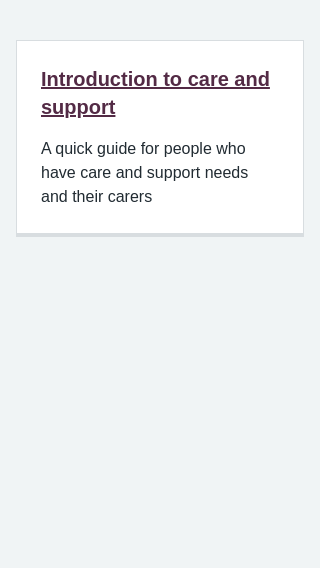 Introduction to care and
support
A quick guide for people who
have care and support needs
and their carers